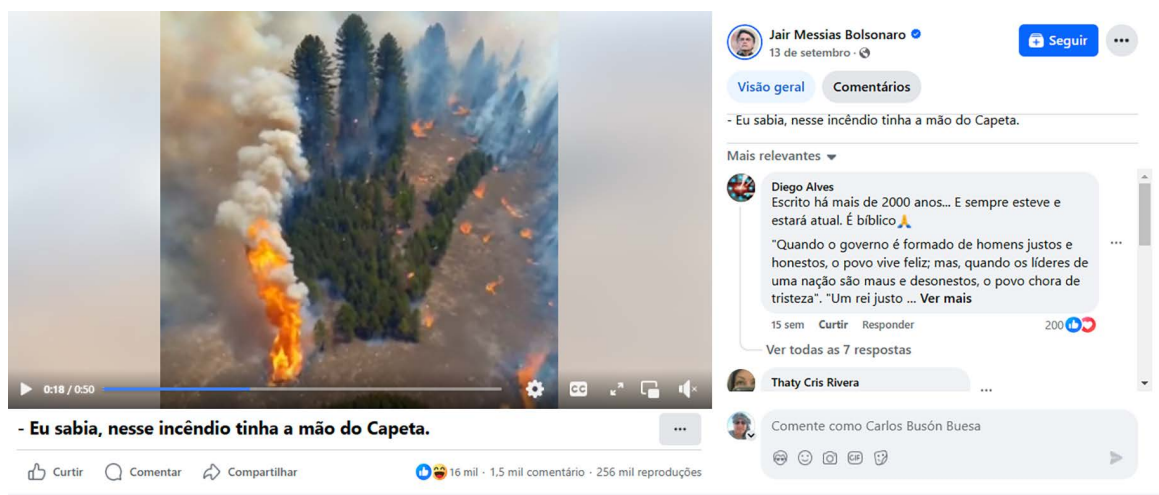 0:18 / 0:50
CC
- Eu sabia, nesse incêndio tinha a mão do Capeta.
Curtir
Comentar
Compartilhar
16 mil · 1,5 mil comentário · 256 mil reproduções
Jair Messias Bolsonaro
13 de setembro ·
Seguir
Visão geral
Comentários
- Eu sabia, nesse incêndio tinha a mão do Capeta.
Mais relevantes
Diego Alves
Escrito há mais de 2000 anos... E sempre esteve e
estará atual. É bíblico
"Quando o governo é formado de homens justos e
honestos, o povo vive feliz; mas, quando os líderes de
uma nação são maus e desonestos, o povo chora de
tristeza". "Um rei justo ... Ver mais
15 sem Curtir Responder 200
Ver todas as 7 respostas
Thaty Cris Rivera
Comente como Carlos Busón Buesa
GIF